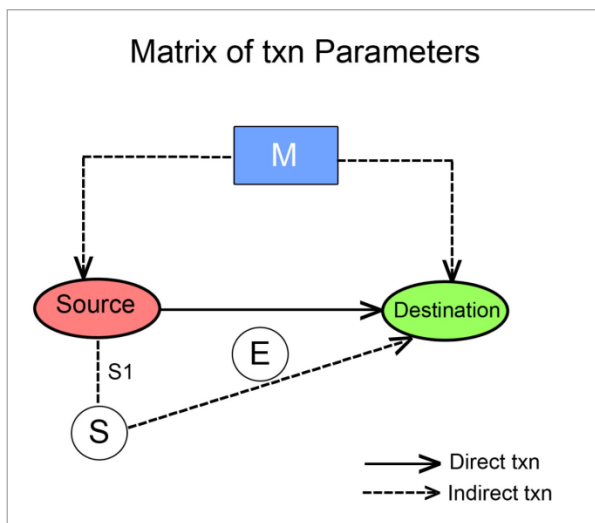 Matrix of txn Parameters
M
Source
Destination
E
S1
S
Direct txn
Indirect txn